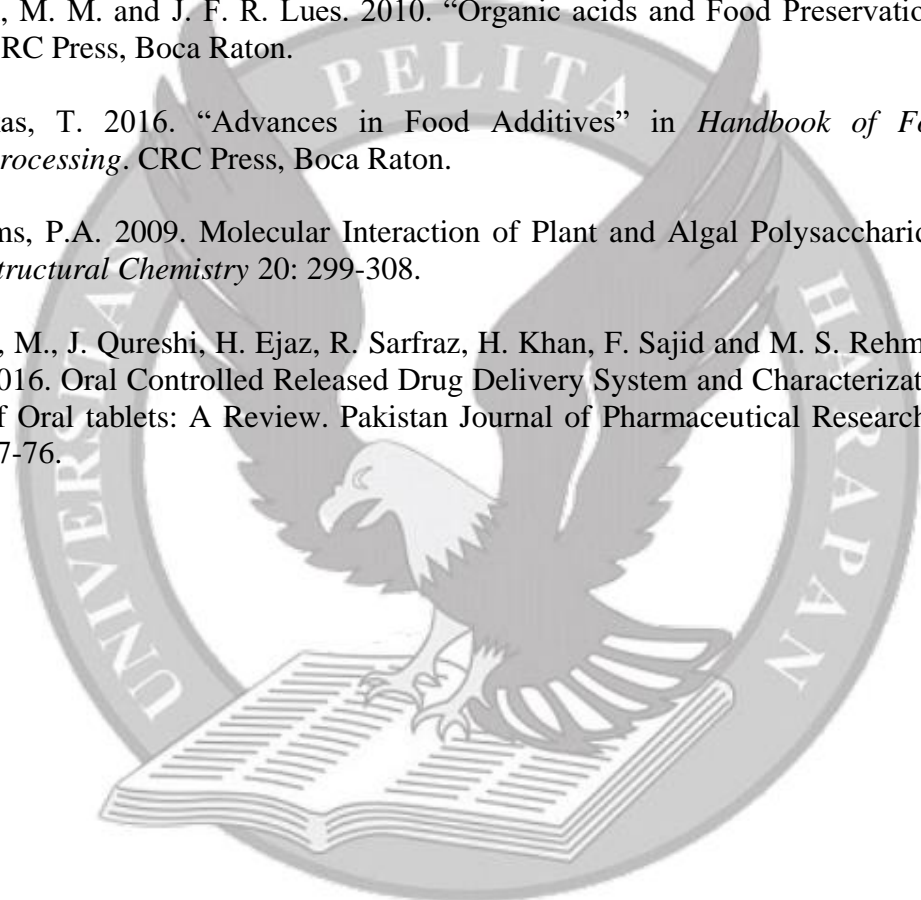 , M. M. and J. F. R. Lues. 2010. “Organic acids and Food Preservatio
RC Press, Boca Raton.
as, T. 2016. “Advances in Food Additives” in Handbook of Fo
rocessing. CRC Press, Boca Raton.
ms, P.A. 2009. Molecular Interaction of Plant and Algal Polysaccharid
tructural Chemistry 20: 299-308.
, M., J. Qureshi, H. Ejaz, R. Sarfraz, H. Khan, F. Sajid and M. S. Rehm
016. Oral Controlled Released Drug Delivery System and Characterizat
f Oral tablets: A Review. Pakistan Journal of Pharmaceutical Research
7-76.
UNIVERSITAS PELITA HARAPAN